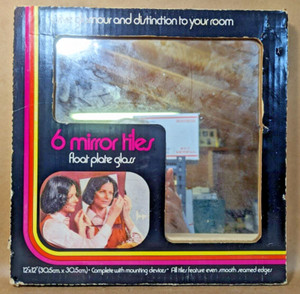 mour and distinction to your room
6 mirror tiles
float plate glass
12"x12" (30.5cm. x 30.5cm.) • Complete with mounting devices • All tiles feature even, smooth, seamed edges